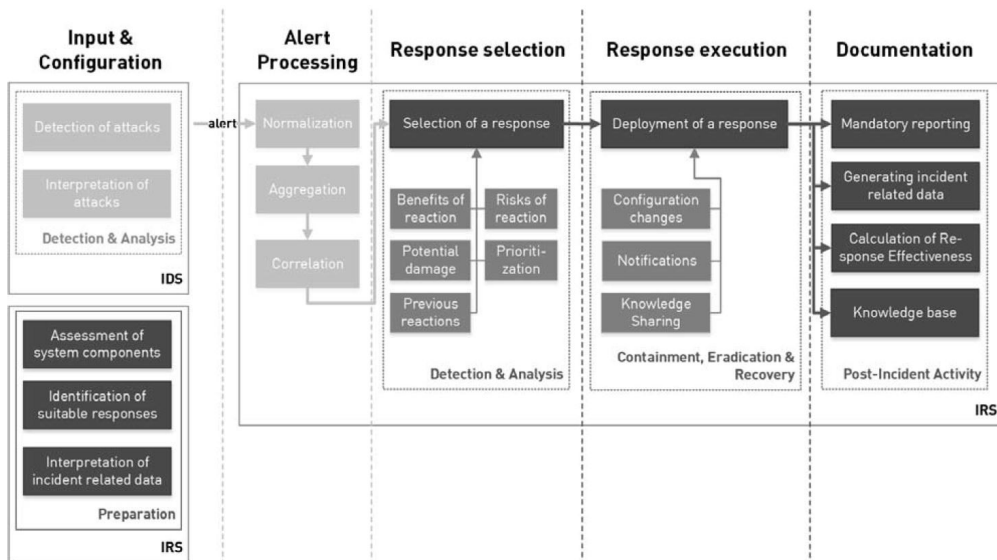 Input &
Configuration
Alert
Processing
Response selection
Response execution
Documentation
Detection of attacks
Interpretation of
attacks
Detection & Analysis
IDS
Assessment of
system components
Identification of
suitable responses
Interpretation of
incident related data
Preparation
IRS
alert
Normalization
Aggregation
Correlation
Selection of a response
Benefits of
reaction
Risks of
reaction
Potential
damage
Prioriti-
zation
Previous
reactions
Detection & Analysis
Deployment of a response
Configuration
changes
Notifications
Knowledge
Sharing
Containment, Eradication &
Recovery
Mandatory reporting
Generating incident
related data
Calculation of Re-
sponse Effectiveness
Knowledge base
Post-Incident Activity
IRS